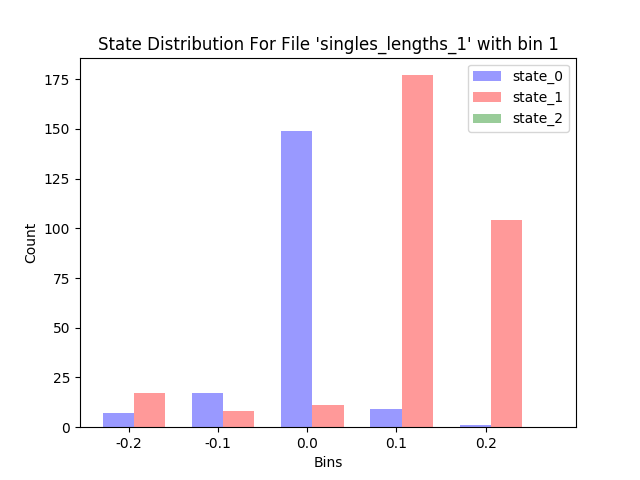 State Distribution For File 'singles_lengths_1' with bin 1
state_0
state_1
state_2
Count
175
150
125
100
75
50
25
0
-0.2 -0.1 0.0 0.1 0.2
Bins